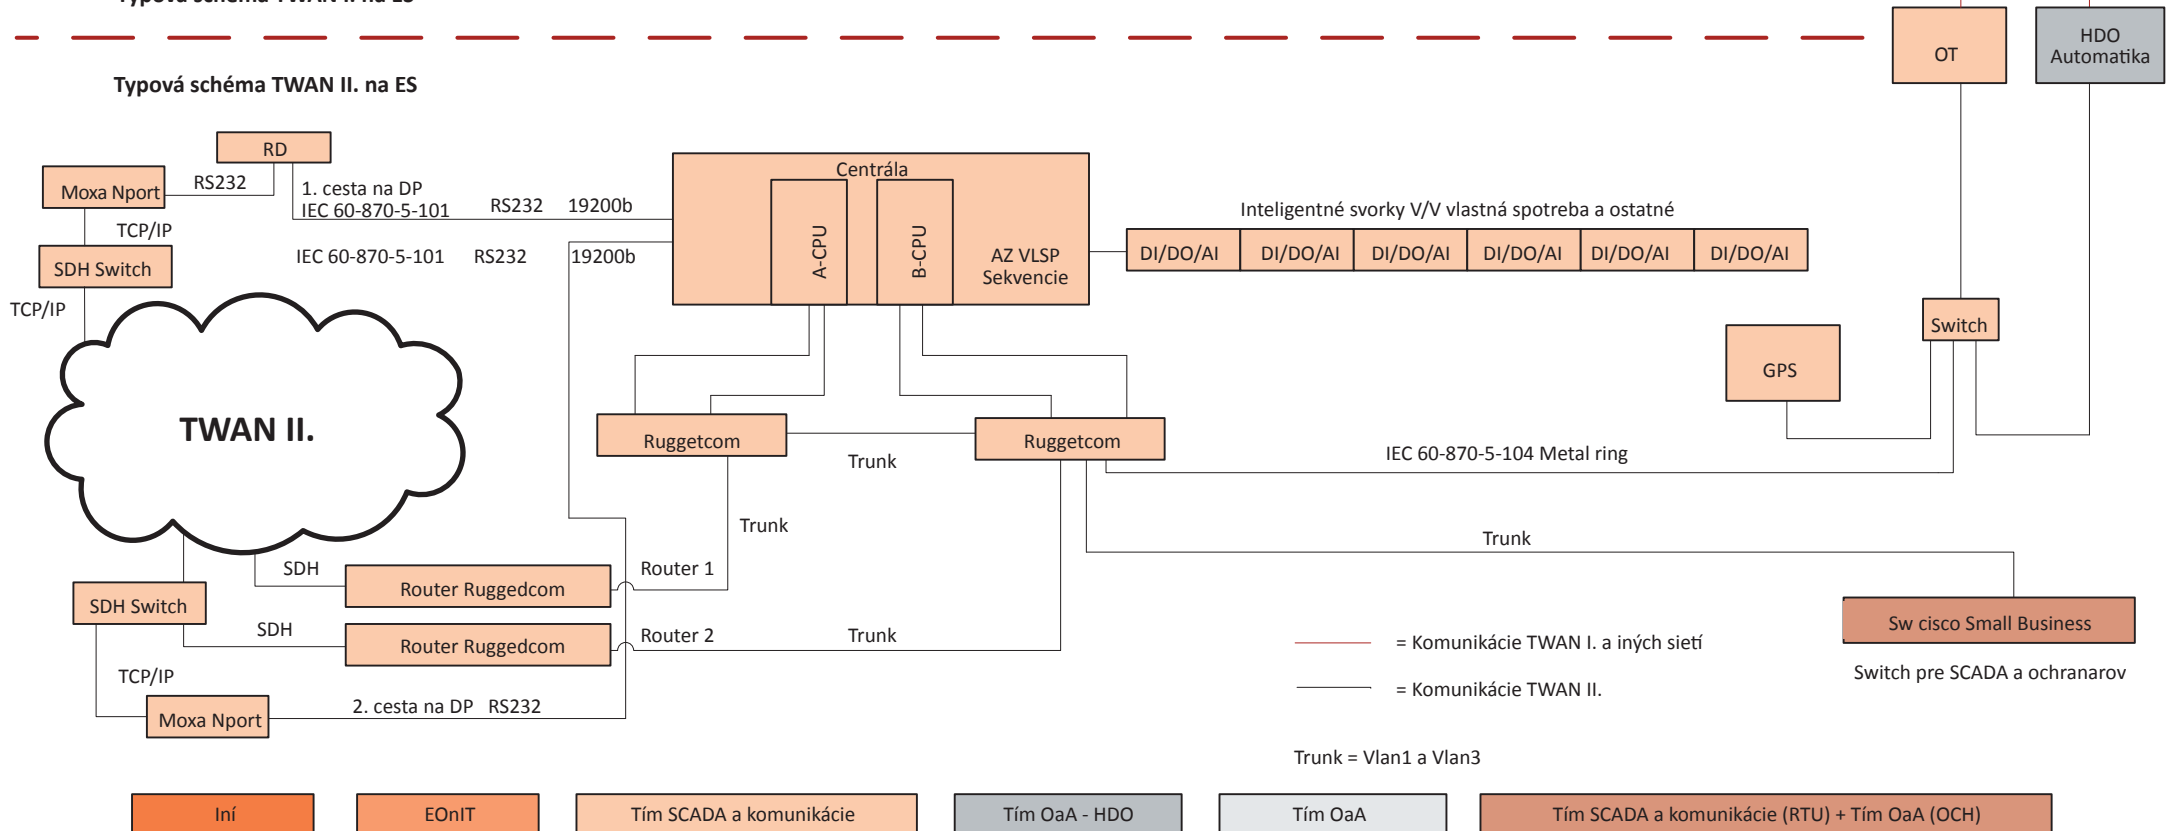 Typová schéma TWAN I. na ES
OT
HDO
Automatika
Typová schéma TWAN II. na ES
RD
Moxa Nport
RS232
1. cesta na DP
IEC 60-870-5-101
RS232
19200b
TCP/IP
SDH Switch
IEC 60-870-5-101
RS232
19200b
TCP/IP
Centrála
A-CPU
B-CPU
AZ VLSP
Sekvencie
Inteligentné svorky V/V vlastná spotreba a ostatné
DI/DO/AI
DI/DO/AI
DI/DO/AI
DI/DO/AI
DI/DO/AI
DI/DO/AI
Switch
GPS
TWAN II.
Ruggetcom
Trunk
Ruggetcom
IEC 60-870-5-104 Metal ring
Trunk
Trunk
SDH
Router Ruggedcom
Router 1
SDH Switch
SDH
Router Ruggedcom
Router 2
Trunk
TCP/IP
Moxa Nport
2. cesta na DP
RS232
= Komunikácie TWAN I. a iných sietí
= Komunikácie TWAN II.
Sw cisco Small Business
Switch pre SCADA a ochranarov
Trunk = Vlan1 a Vlan3
Iní
EOnIT
Tím SCADA a komunikácie
Tím OaA - HDO
Tím OaA
Tím SCADA a komunikácie (RTU) + Tím OaA (OCH)